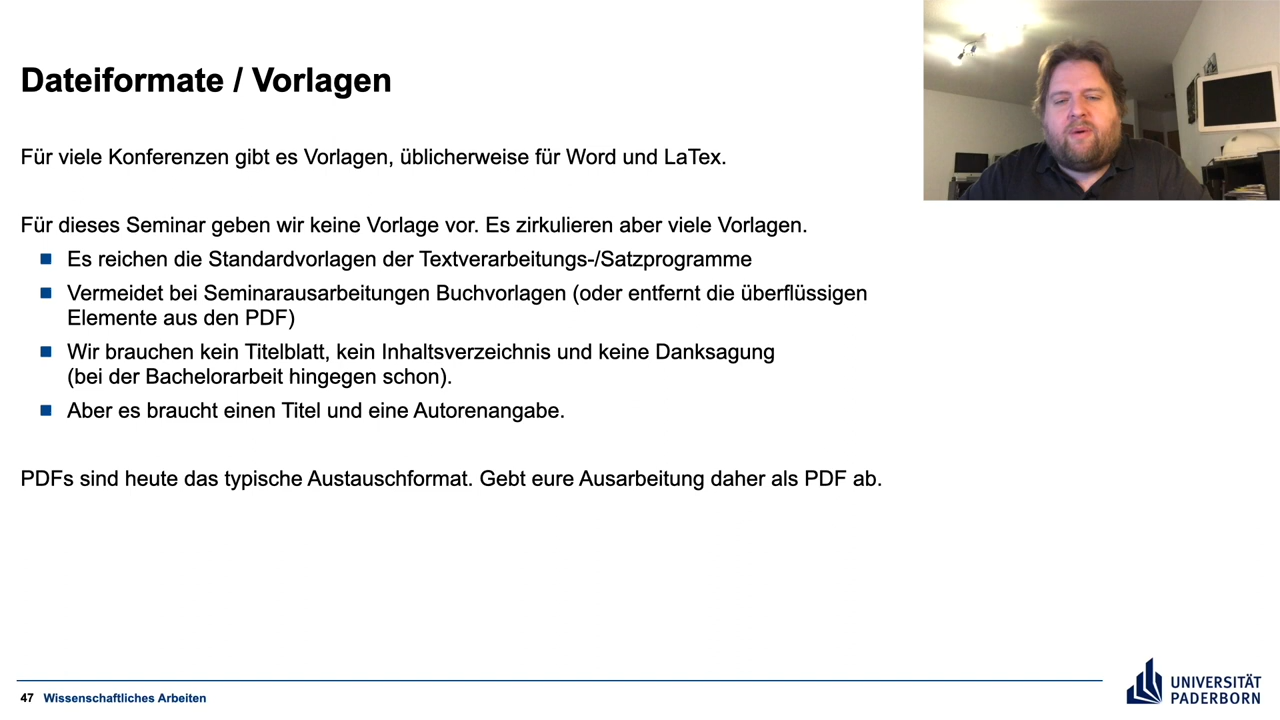 Dateiformate / Vorlagen
Für viele Konferenzen gibt es Vorlagen, üblicherweise für Word und LaTex.
Für dieses Seminar geben wir keine Vorlage vor. Es zirkulieren aber viele Vorlagen.
Es reichen die Standardvorlagen der Textverarbeitungs-/Satzprogramme
Vermeidet bei Seminarausarbeitungen Buchvorlagen (oder entfernt die überflüssigen
Elemente aus den PDF)
Wir brauchen kein Titelblatt, kein Inhaltsverzeichnis und keine Danksagung
(bei der Bachelorarbeit hingegen schon).
Aber es braucht einen Titel und eine Autorenangabe.
PDFs sind heute das typische Austauschformat. Gebt eure Ausarbeitung daher als PDF ab.
47 Wissenschaftliches Arbeiten
UNIVERSITÄT
PADERBORN